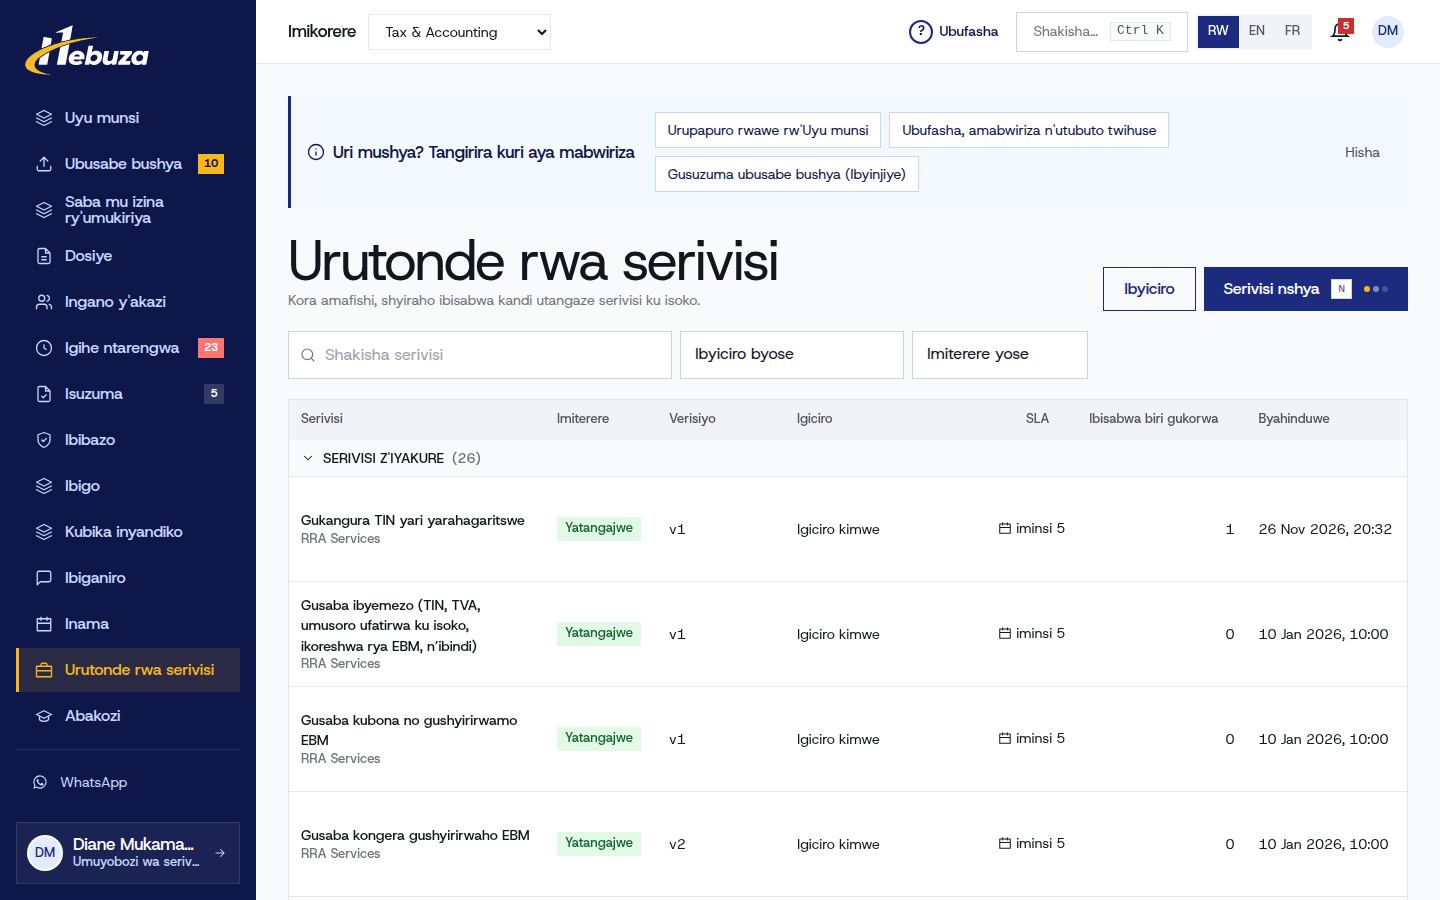 Hebuza
Uyu munsi
Ubusabe bushya 10
Saba mu izina
ry'umukiriya
Dosiye
Ingano y'akazi
Igihe ntarengwa 23
Isuzuma 5
Ibibazo
Ibigo
Kubika inyandiko
Ibiganiro
Inama
Urutonde rwa serivisi
Abakozi
WhatsApp
DM Diane Mukama...
Umuyobozi wa seriv...
Imikorere Tax & Accounting ? Ubufasha Shakisha... Ctrl K RW EN FR 5 DM
Uri mushya? Tangirira kuri aya mabwiriza
Urupapuro rwawe rw'Uyu munsi
Ubufasha, amabwiriza n'utubuto twihuse
Gusuzuma ubusabe bushya (Ibyinjiye)
Hisha
Urutonde rwa serivisi
Kora amafishi, shyiraho ibisabwa kandi utangaze serivisi ku isoko.
Ibyiciro
Serivisi nshya N
Shakisha serivisi
Ibyiciro byose
Imiterere yose
Serivisi Imiterere Verisiyo Igiciro SLA Ibisabwa biri gukorwa Byahinduwe
SERIVISI Z'IYAKURE (26)
Gukangura TIN yari yarahagaritswe
RRA Services
Yatangajwe v1 Igiciro kimwe iminsi 5 1 26 Nov 2026, 20:32
Gusaba ibyemezo (TIN, TVA,
umusoro ufatirwa ku isoko,
ikoreshwa rya EBM, n’ibindi)
RRA Services
Yatangajwe v1 Igiciro kimwe iminsi 5 0 10 Jan 2026, 10:00
Gusaba kubona no gushyirirwamo
EBM
RRA Services
Yatangajwe v1 Igiciro kimwe iminsi 5 0 10 Jan 2026, 10:00
Gusaba kongera gushyirirwaho EBM
RRA Services
Yatangajwe v2 Igiciro kimwe iminsi 5 0 10 Jan 2026, 10:00